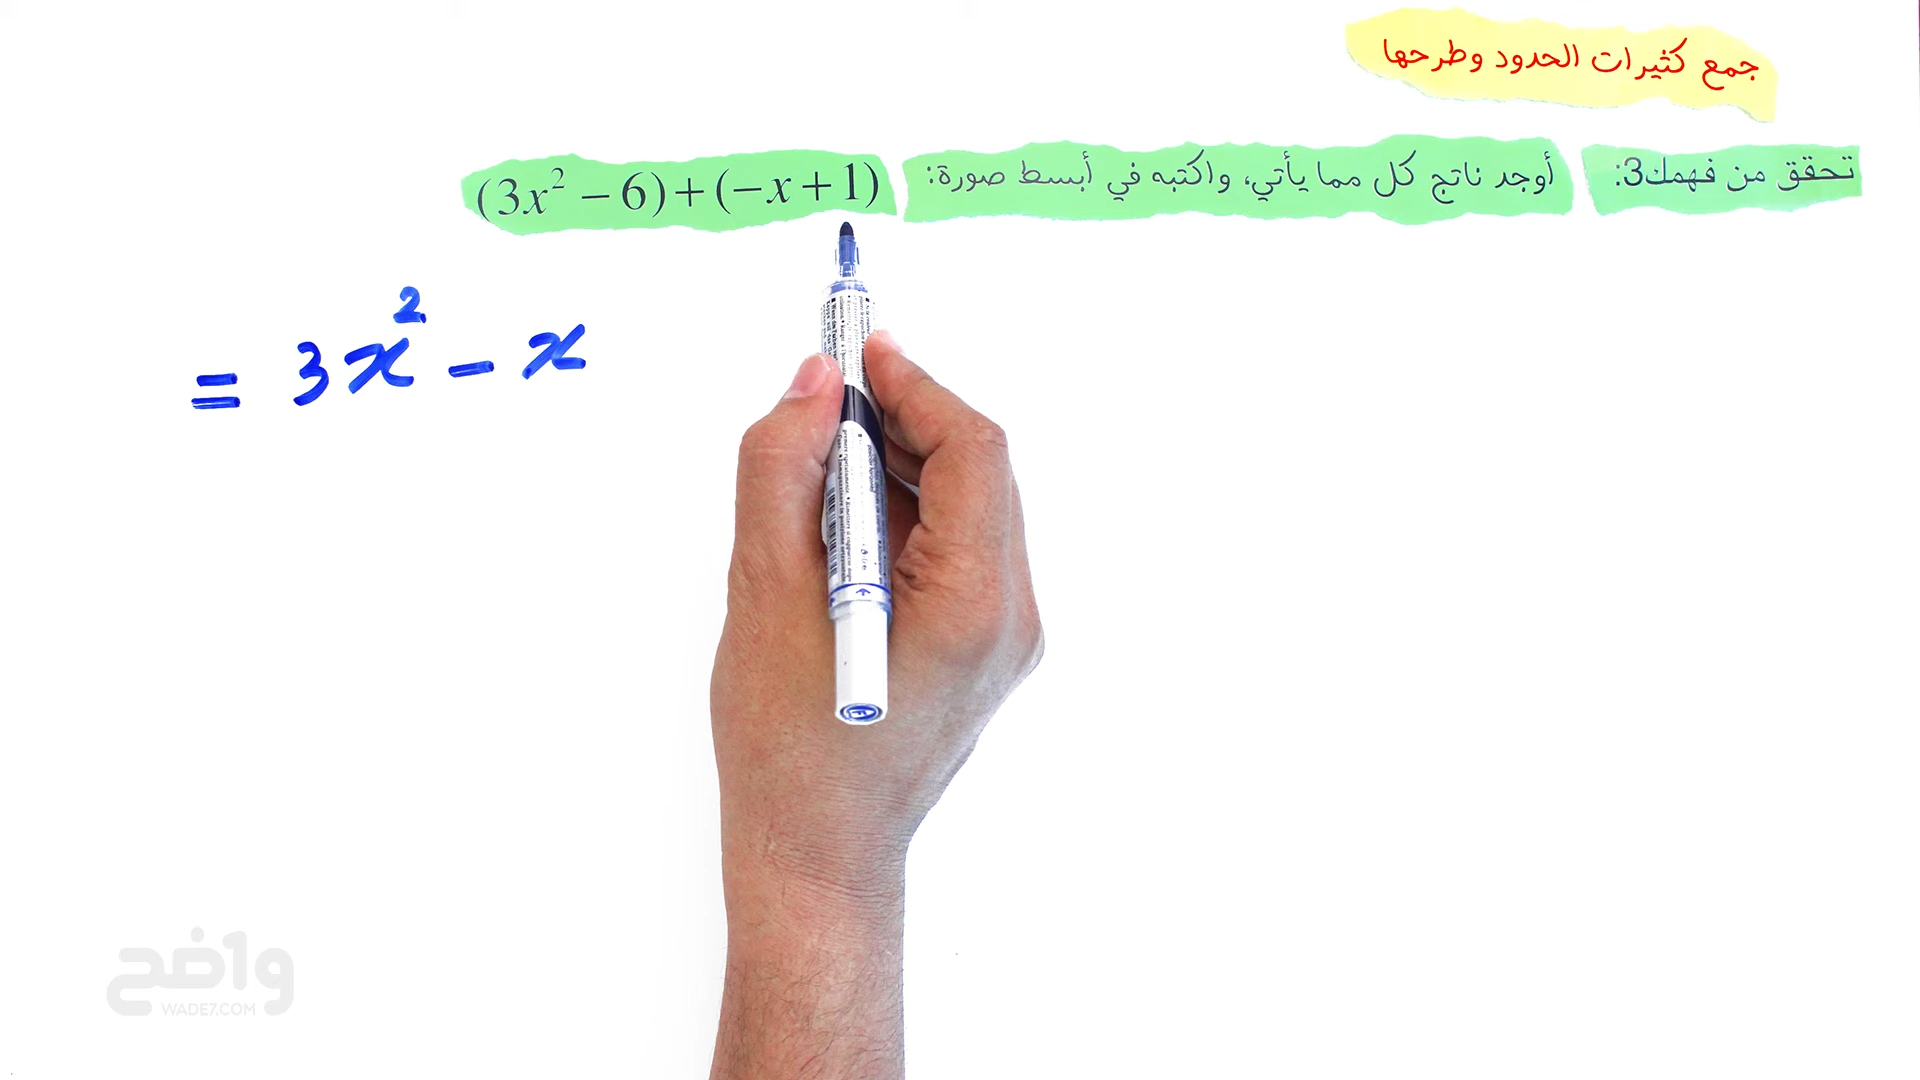 جمع كثيرات الحدود وطرحها
تحقق من فهمك3: أوجد ناتج كل مما يأتي، واكتبه في أبسط صورة: (3x² − 6)+(−x+1)
= 3x² − x
واضح
WADE7.COM